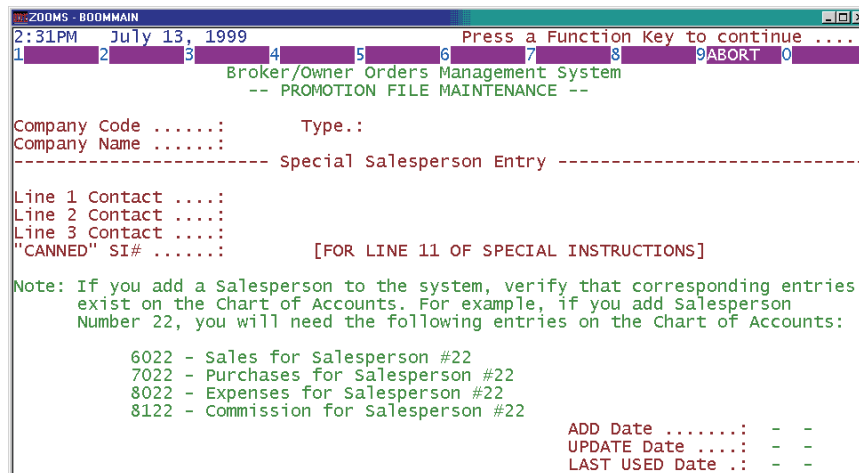 ZOOMS - BOOMMAIN
2:31PM July 13, 1999 Press a Function Key to continue ....
1 2 3 4 5 6 7 8 9ABORT 0
Broker/Owner Orders Management System
-- PROMOTION FILE MAINTENANCE --
Company Code ......: Type.:
Company Name ......:
------------------------ Special Salesperson Entry -----------------------------
Line 1 Contact ....:
Line 2 Contact ....:
Line 3 Contact ....:
"CANNED" SI# ......: [FOR LINE 11 OF SPECIAL INSTRUCTIONS]
Note: If you add a Salesperson to the system, verify that corresponding entries
exist on the Chart of Accounts. For example, if you add Salesperson
Number 22, you will need the following entries on the Chart of Accounts:
6022 - Sales for Salesperson #22
7022 - Purchases for Salesperson #22
8022 - Expenses for Salesperson #22
8122 - Commission for Salesperson #22
ADD Date .......: - -
UPDATE Date ....: - -
LAST USED Date .: - -